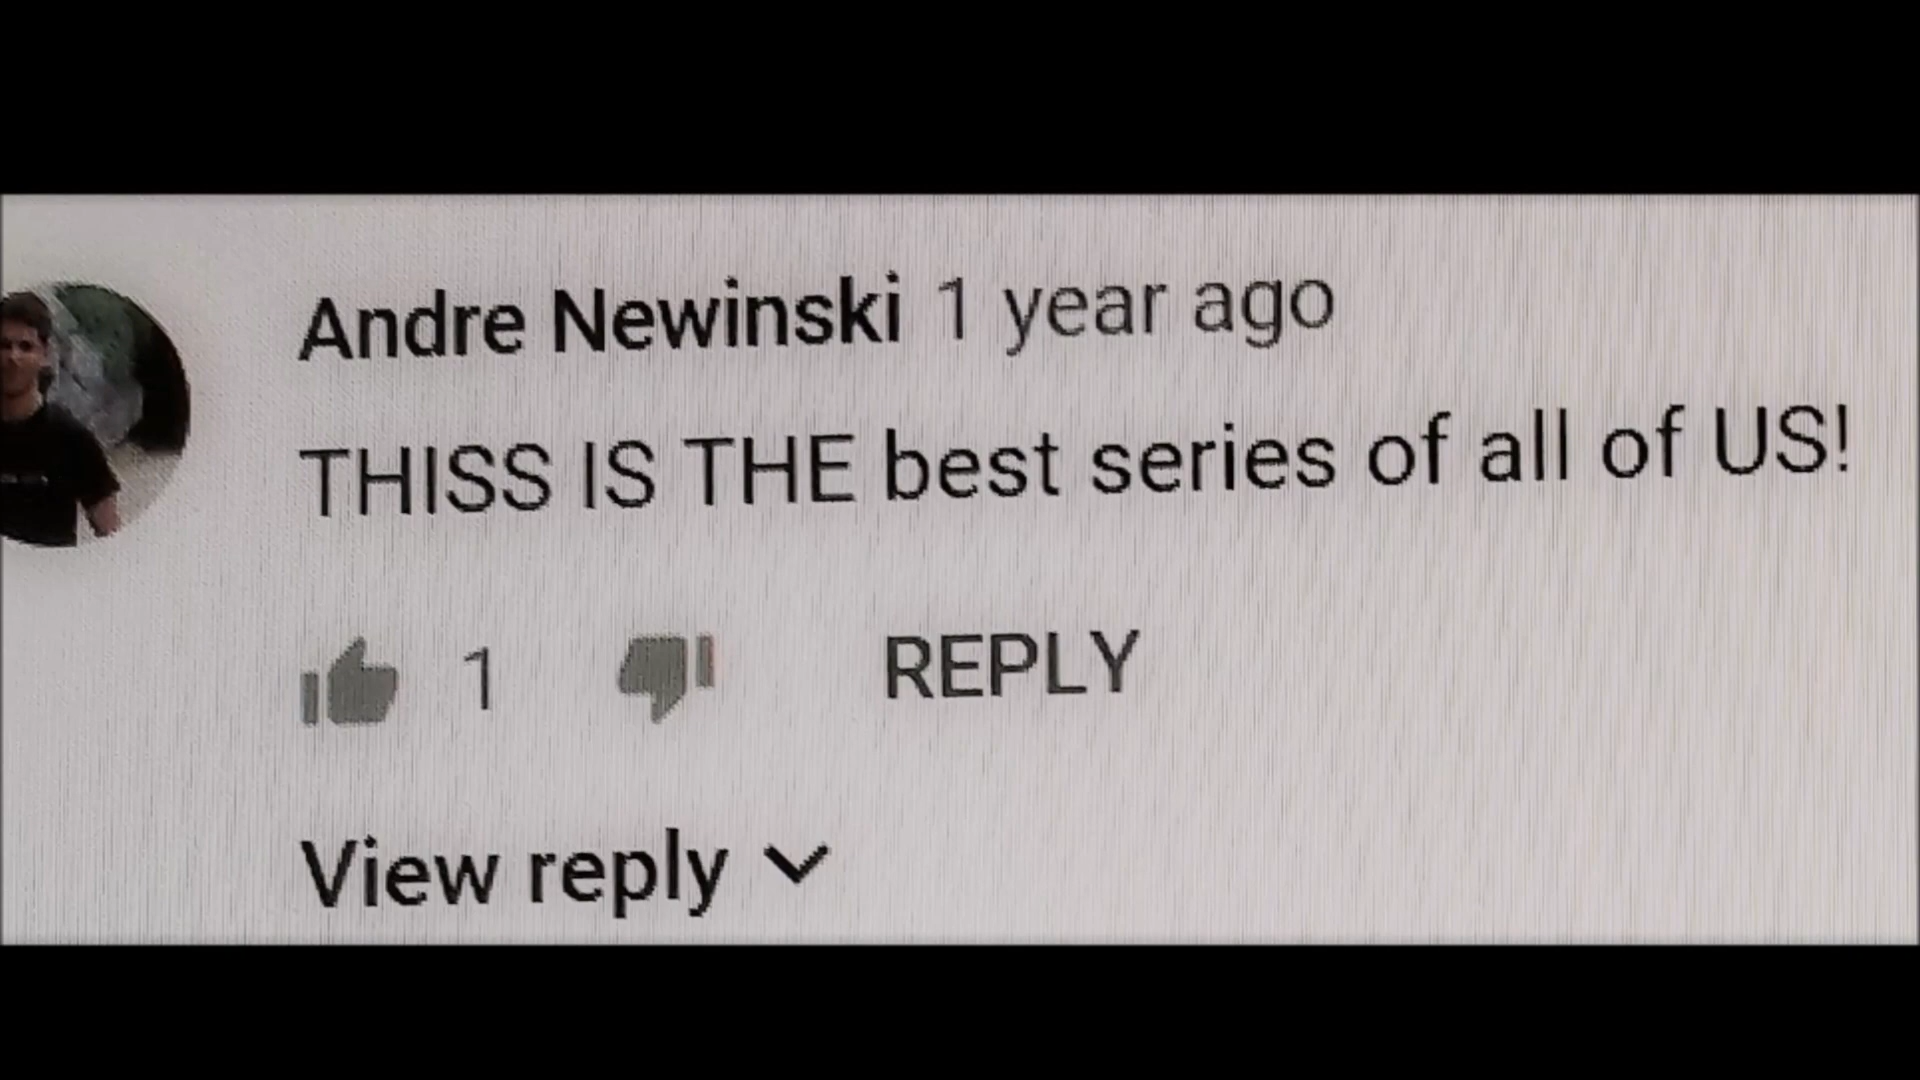 Andre Newinski 1 year ago
THISS IS THE best series of all of US!
1 REPLY
View reply